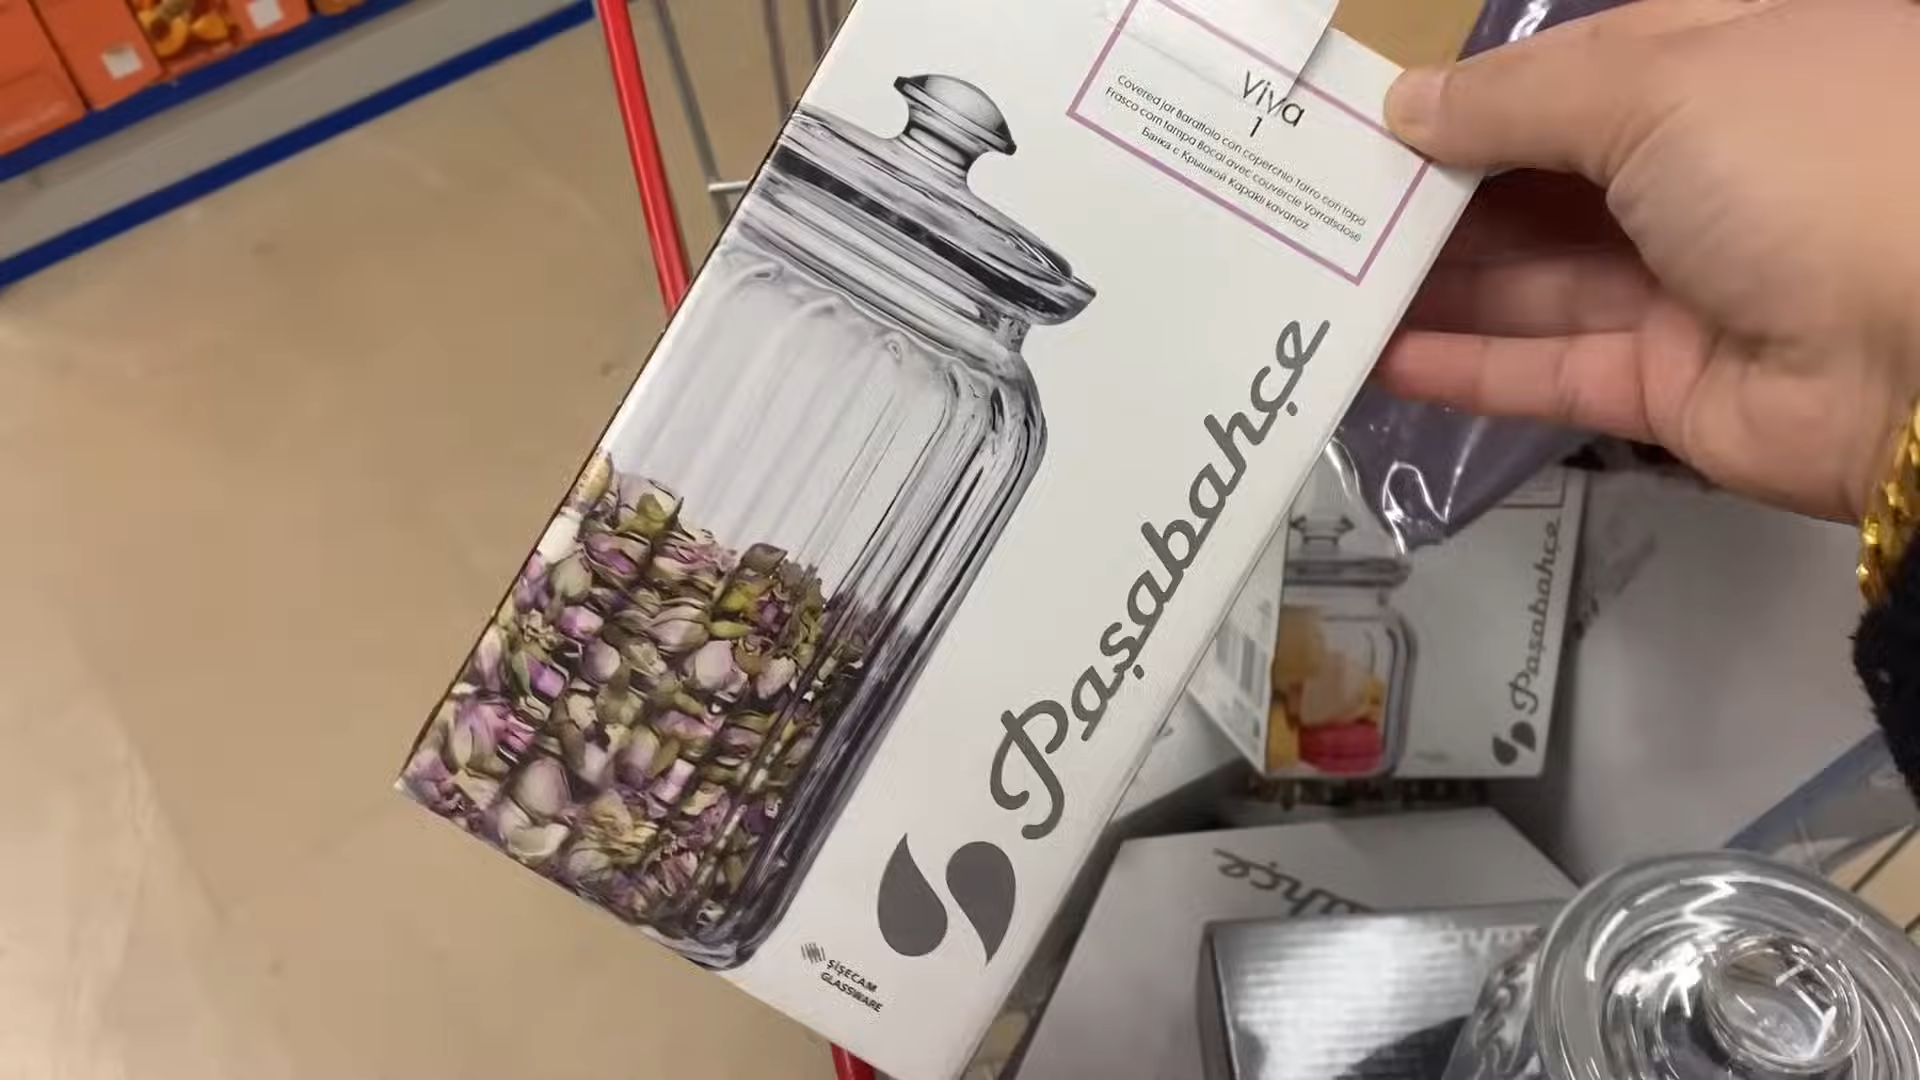 Viva
1
Covered jar Barattolo con coperchio Tarro con tapa
Frasco com tampa Bocal avec couvercle Vorratsdose
Банка с Крышкой Kapaklı kavanoz
Paşabahçe
ŞİŞECAM
GLASSWARE
Paşabahçe
ahçe